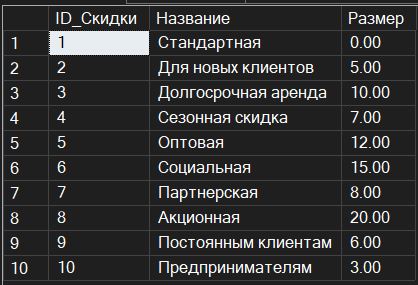 ID_Скидки Название Размер
1 1 Стандартная 0.00
2 2 Для новых клиентов 5.00
3 3 Долгосрочная аренда 10.00
4 4 Сезонная скидка 7.00
5 5 Оптовая 12.00
6 6 Социальная 15.00
7 7 Партнерская 8.00
8 8 Акционная 20.00
9 9 Постоянным клиентам 6.00
10 10 Предпринимателям 3.00